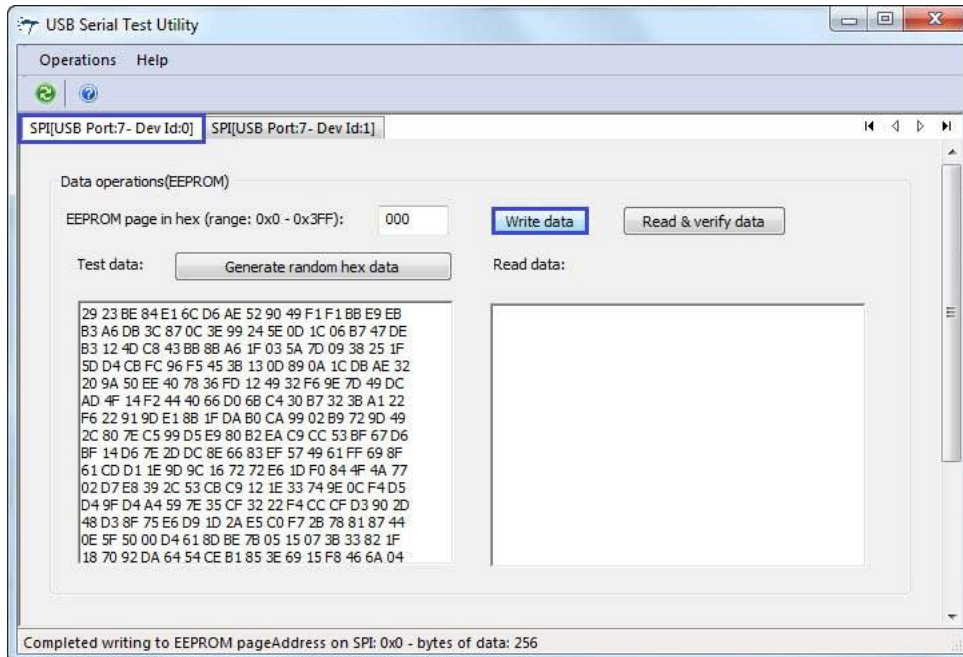 USB Serial Test Utility
Operations Help
SPI[USB Port:7- Dev Id:0] SPI[USB Port:7- Dev Id:1]
Data operations(EEPROM)
EEPROM page in hex (range: 0x0 - 0x3FF): 000 Write data Read & verify data
Test data: Generate random hex data Read data:
29 23 BE 84 E1 6C D6 AE 52 90 49 F1 F1 BB E9 EB
B3 A6 DB 3C 87 0C 3E 99 24 5E 0D 1C 06 B7 47 DE
B3 12 4D C8 43 BB 8B A6 1F 03 5A 7D 09 38 25 1F
5D D4 CB FC 96 F5 45 3B 13 0D 89 0A 1C DB AE 32
20 9A 50 EE 40 78 36 FD 12 49 32 F6 9E 7D 49 DC
AD 4F 14 F2 44 40 66 D0 6B C4 30 B7 32 3B A1 22
F6 22 91 9D E1 8B 1F DA B0 CA 99 02 B9 72 9D 49
2C 80 7E C5 99 D5 E9 80 B2 EA C9 CC 53 BF 67 D6
BF 14 D6 7E 2D DC 8E 66 83 EF 57 49 61 FF 69 8F
61 CD D1 1E 9D 9C 16 72 72 E6 1D F0 84 4F 4A 77
02 D7 E8 39 2C 53 CB C9 12 1E 33 74 9E 0C F4 D5
D4 9F D4 A4 59 7E 35 CF 32 22 F4 CC CF D3 90 2D
48 D3 8F 75 E6 D9 1D 2A E5 C0 F7 2B 78 81 87 44
0E 5F 50 00 D4 61 8D BE 7B 05 15 07 3B 33 82 1F
18 70 92 DA 64 54 CE B1 85 3E 69 15 F8 46 6A 04
Completed writing to EEPROM pageAddress on SPI: 0x0 - bytes of data: 256